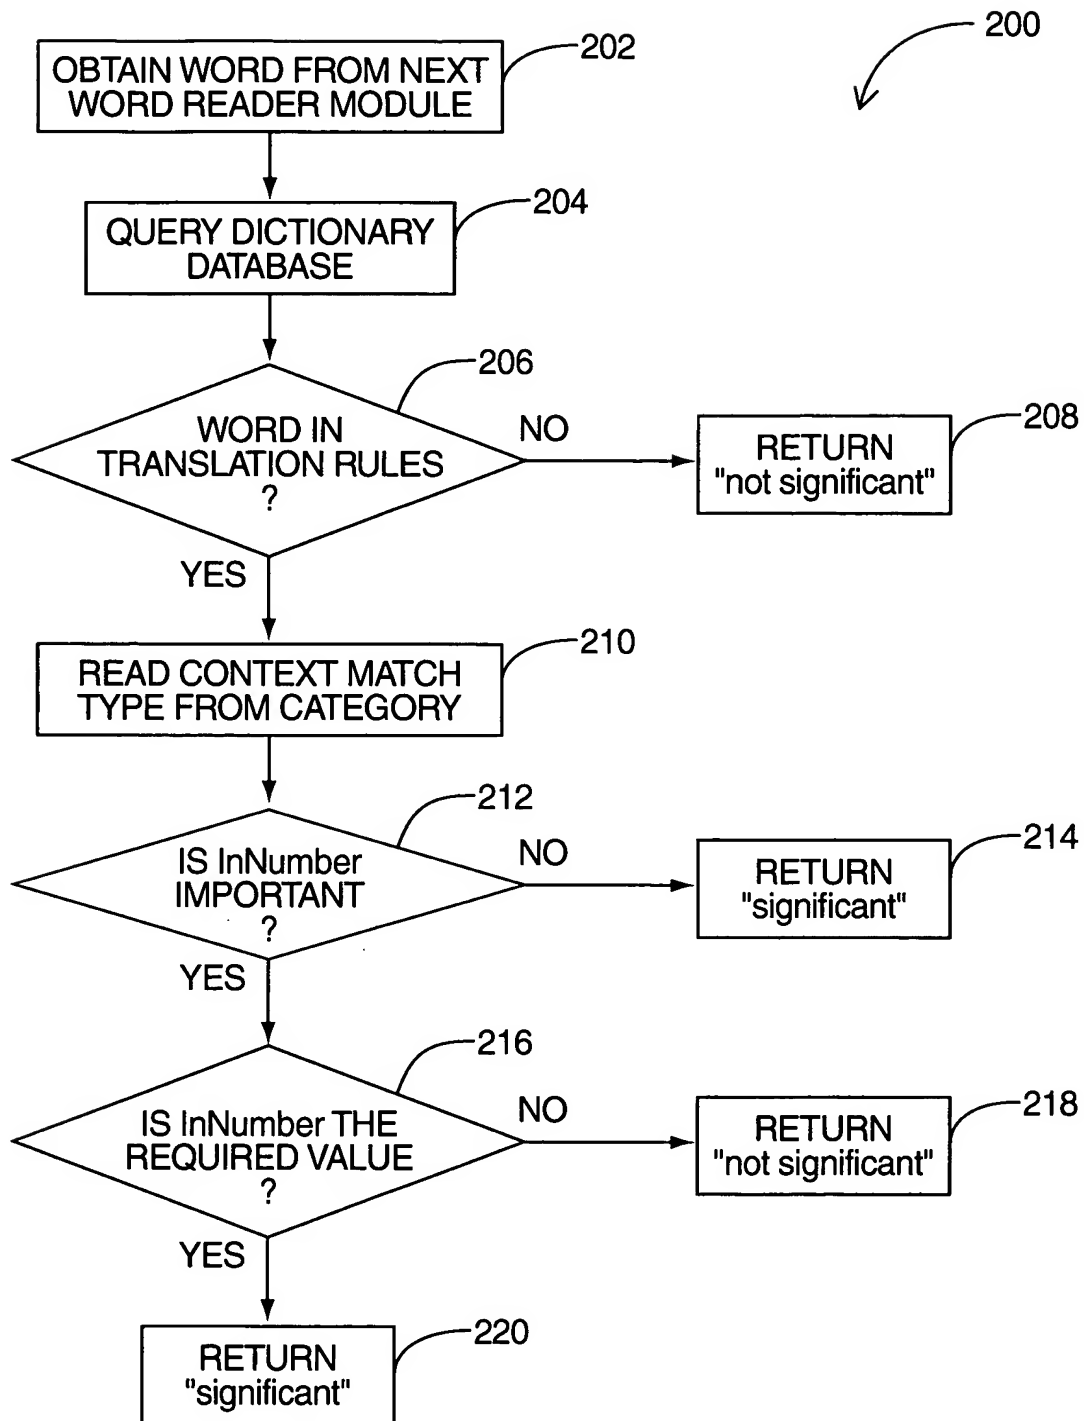 200
202
OBTAIN WORD FROM NEXT
WORD READER MODULE
204
QUERY DICTIONARY
DATABASE
206
WORD IN
TRANSLATION RULES
?
NO
208
RETURN
"not significant"
YES
210
READ CONTEXT MATCH
TYPE FROM CATEGORY
212
IS InNumber
IMPORTANT
?
NO
214
RETURN
"significant"
YES
216
IS InNumber THE
REQUIRED VALUE
?
NO
218
RETURN
"not significant"
YES
220
RETURN
"significant"